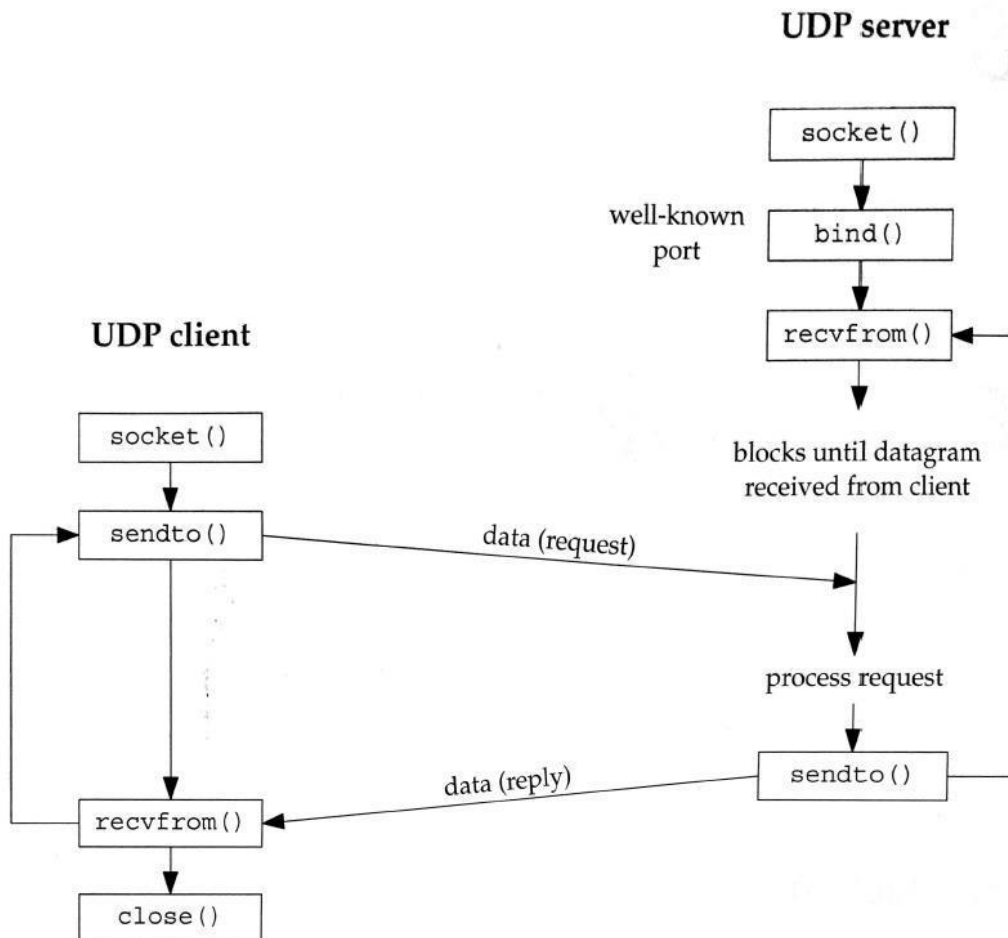 UDP server
socket()
well-known
port
bind()
recvfrom()
UDP client
socket()
blocks until datagram
received from client
sendto()
data (request)
process request
data (reply)
sendto()
recvfrom()
close()